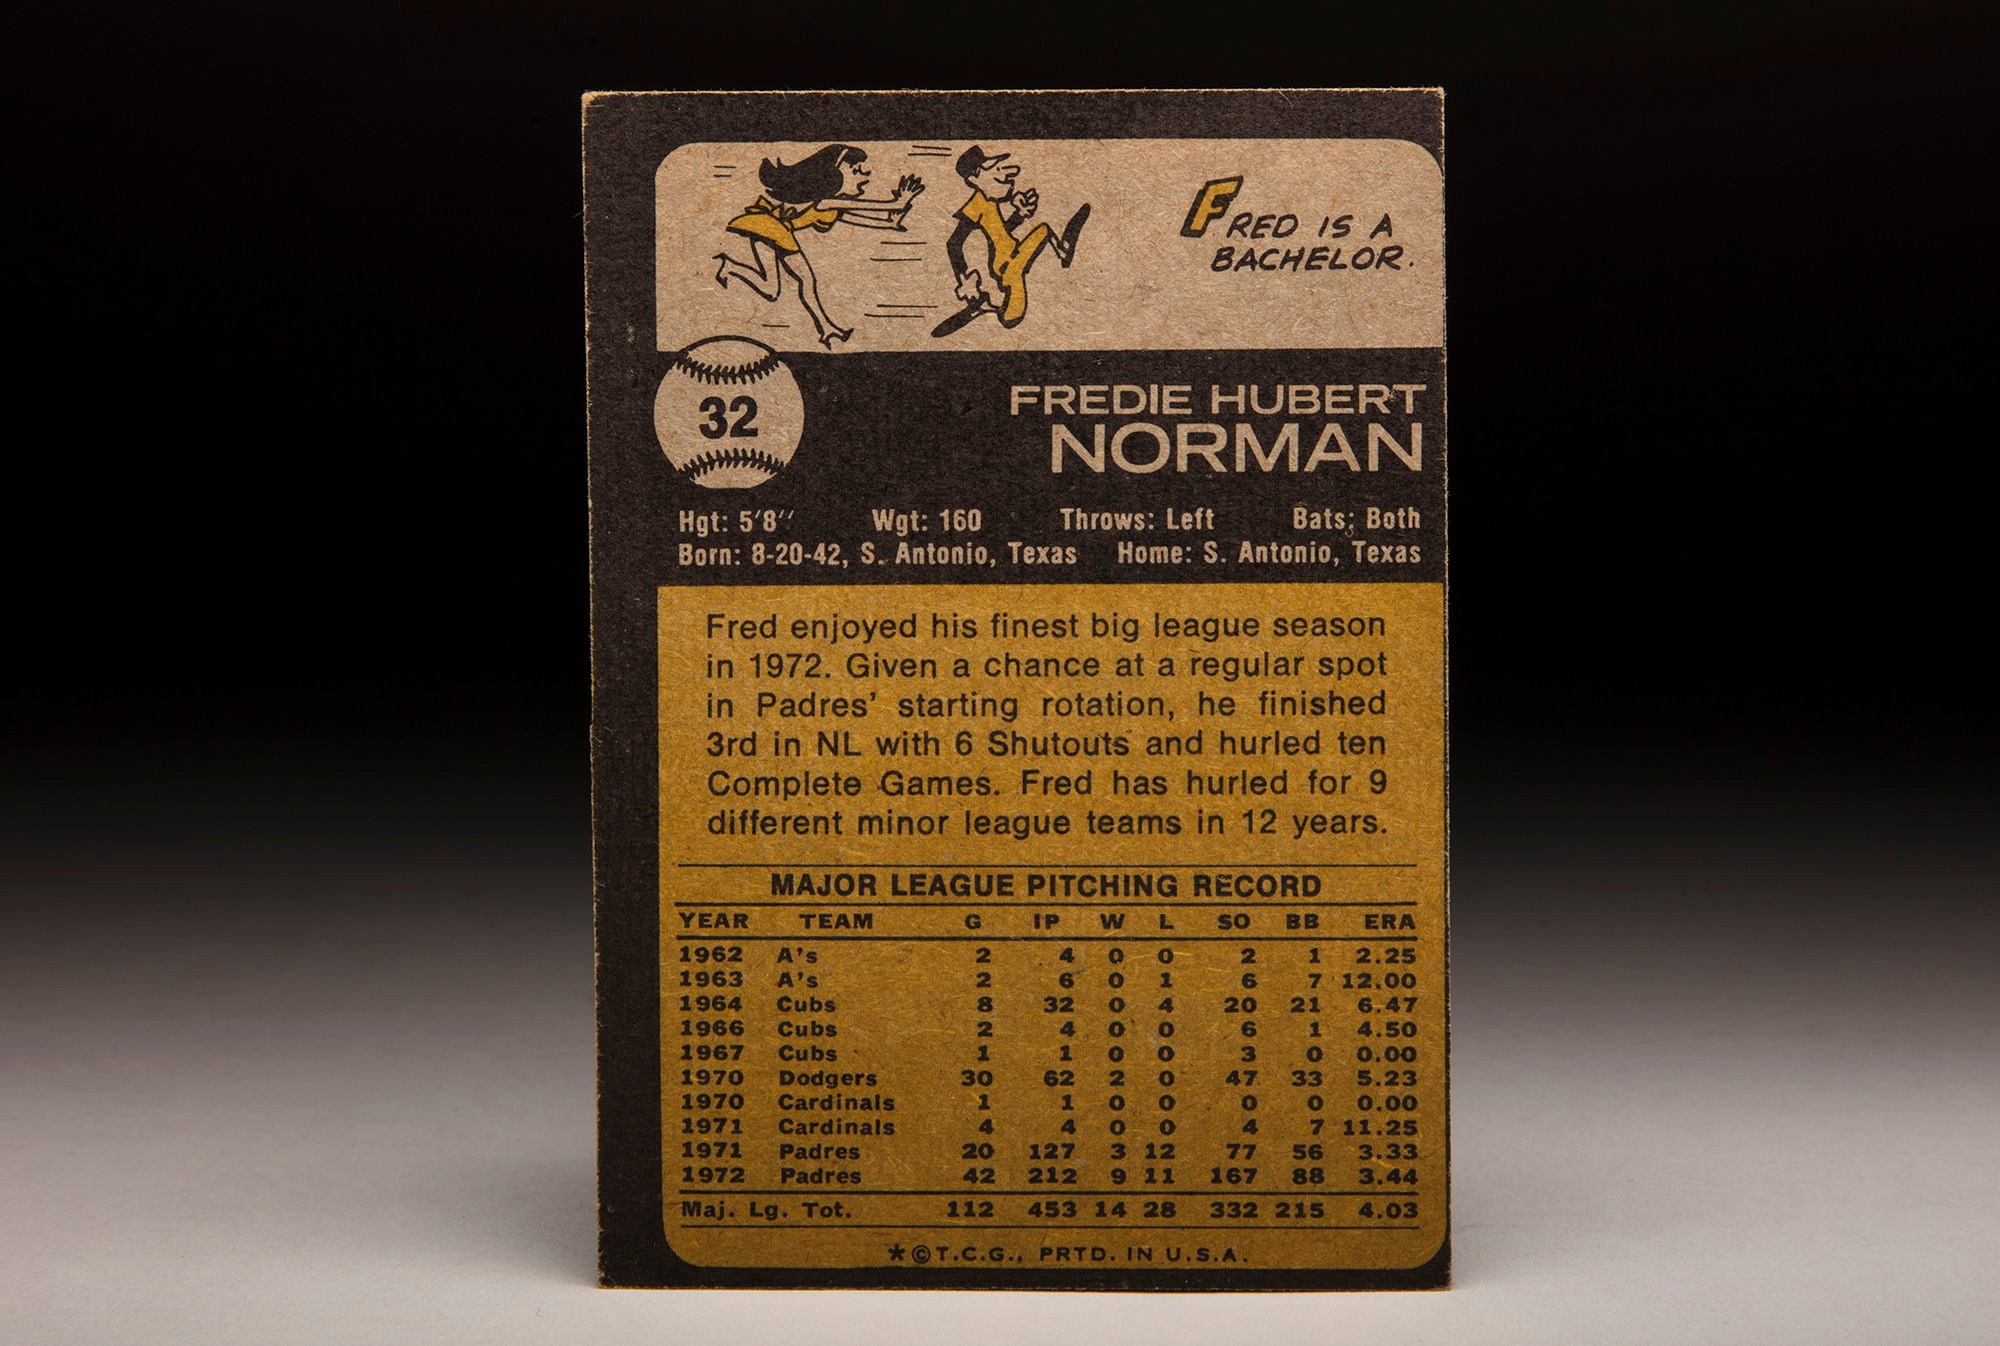 FRED IS A
BACHELOR.
32
FREDIE HUBERT
NORMAN
Hgt: 5'8'' Wgt: 160 Throws: Left Bats: Both
Born: 8-20-42, S. Antonio, Texas Home: S. Antonio, Texas
Fred enjoyed his finest big league season
in 1972. Given a chance at a regular spot
in Padres' starting rotation, he finished
3rd in NL with 6 Shutouts and hurled ten
Complete Games. Fred has hurled for 9
different minor league teams in 12 years.
MAJOR LEAGUE PITCHING RECORD
YEAR TEAM G IP W L SO BB ERA
1962 A's 2 4 0 0 2 1 2.25
1963 A's 2 6 0 1 6 7 12.00
1964 Cubs 8 32 0 4 20 21 6.47
1966 Cubs 2 4 0 0 6 1 4.50
1967 Cubs 1 1 0 0 3 0 0.00
1970 Dodgers 30 62 2 0 47 33 5.23
1970 Cardinals 1 1 0 0 0 0 0.00
1971 Cardinals 4 4 0 0 4 7 11.25
1971 Padres 20 127 3 12 77 56 3.33
1972 Padres 42 212 9 11 167 88 3.44
Maj. Lg. Tot. 112 453 14 28 332 215 4.03
*©T.C.G., PRTD. IN U.S.A.